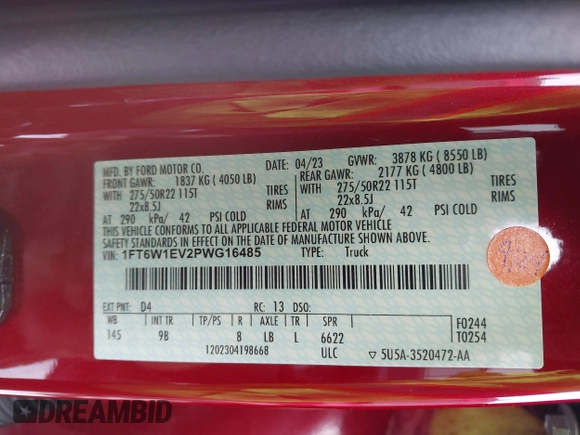 MFD. BY FORD MOTOR CO. 04/23 GVWR: 3878 KG ( 8550 LB)
FRONT GAWR: 1837 KG ( 4050 LB) REAR GAWR: 2177 KG ( 4800 LB)
WITH 275/50R22 115T TIRES WITH 275/50R22 115T TIRES
22x8.5J RIMS 22x8.5J RIMS
AT 290 kPa/ 42 PSI COLD AT 290 kPa/ 42 PSI COLD
THIS VEHICLE CONFORMS TO ALL APPLICABLE FEDERAL MOTOR VEHICLE
SAFETY STANDARDS IN EFFECT ON THE DATE OF MANUFACTURE SHOWN ABOVE.
VIN: 1FT6W1EV2PWG16485 TYPE: Truck
EXT PNT: D4 RC: 13 DSO:
WB INT TR TP/PS R AXLE TR SPR F0244
145 9B 8 LB L 6622 T0254
1202304198668 ULC 5U5A-3520472-AA
DREAMBID